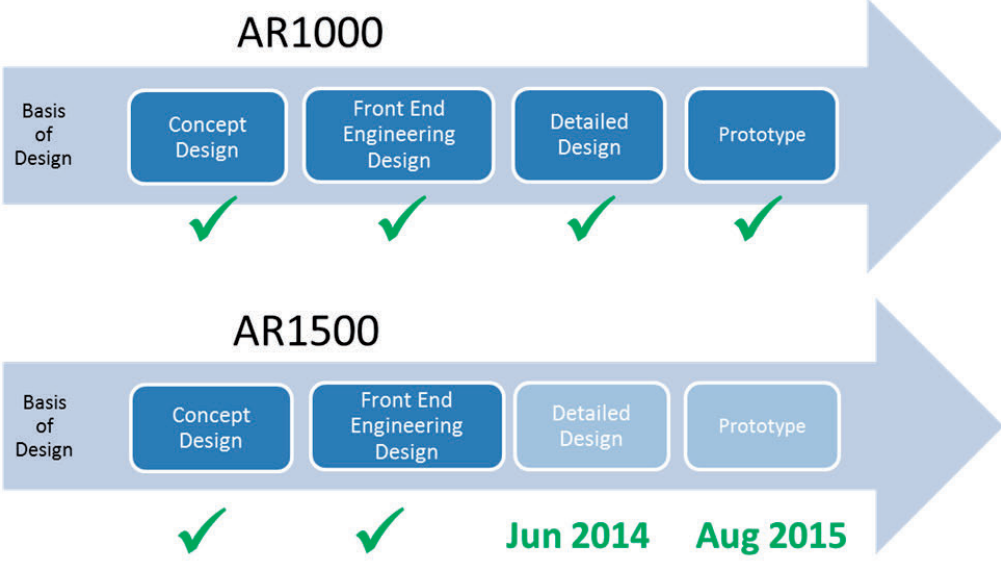 AR1000
Basis
of
Design
Concept
Design
Front End
Engineering
Design
Detailed
Design
Prototype
AR1500
Basis
of
Design
Concept
Design
Front End
Engineering
Design
Detailed
Design
Prototype
Jun 2014
Aug 2015